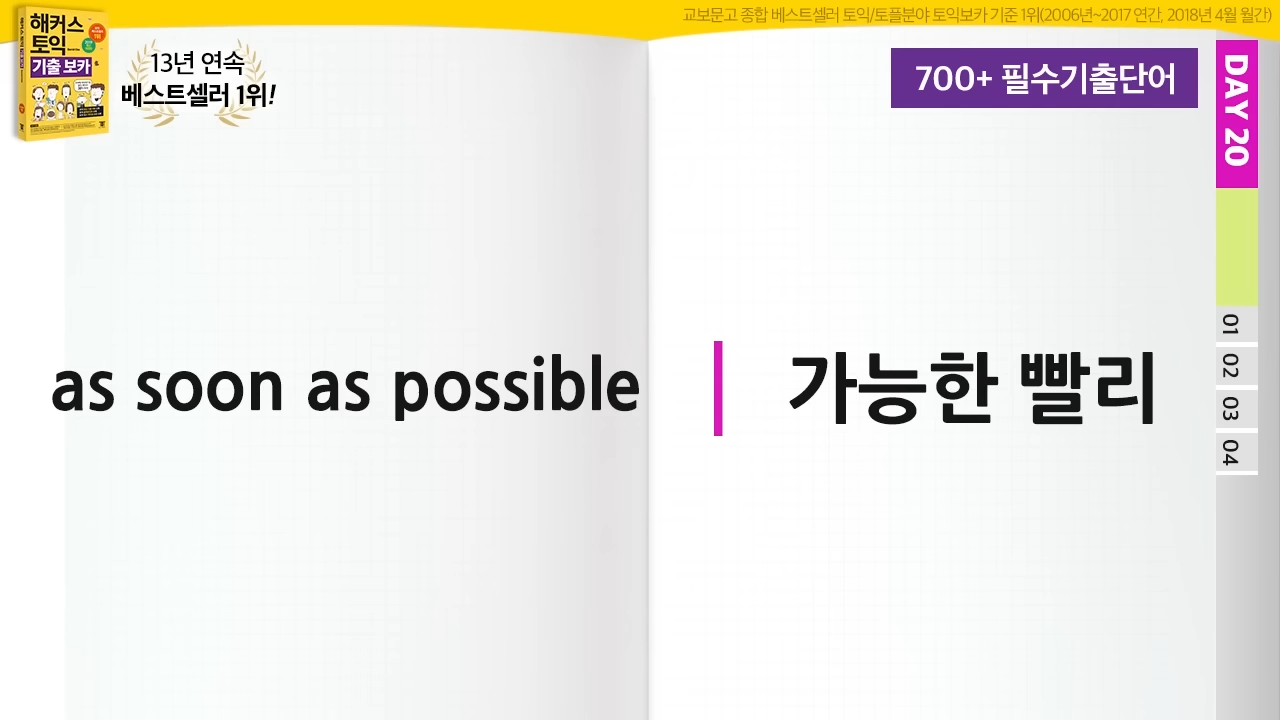 교보문고 종합 베스트셀러 토익/토플분야 토익보카 기준 1위(2006년~2017 연간, 2018년 4월 월간)
해커스
토익
기출 보카
13년 연속
베스트셀러 1위!
700+ 필수기출단어
DAY 20
as soon as possible
가능한 빨리
01
02
03
04